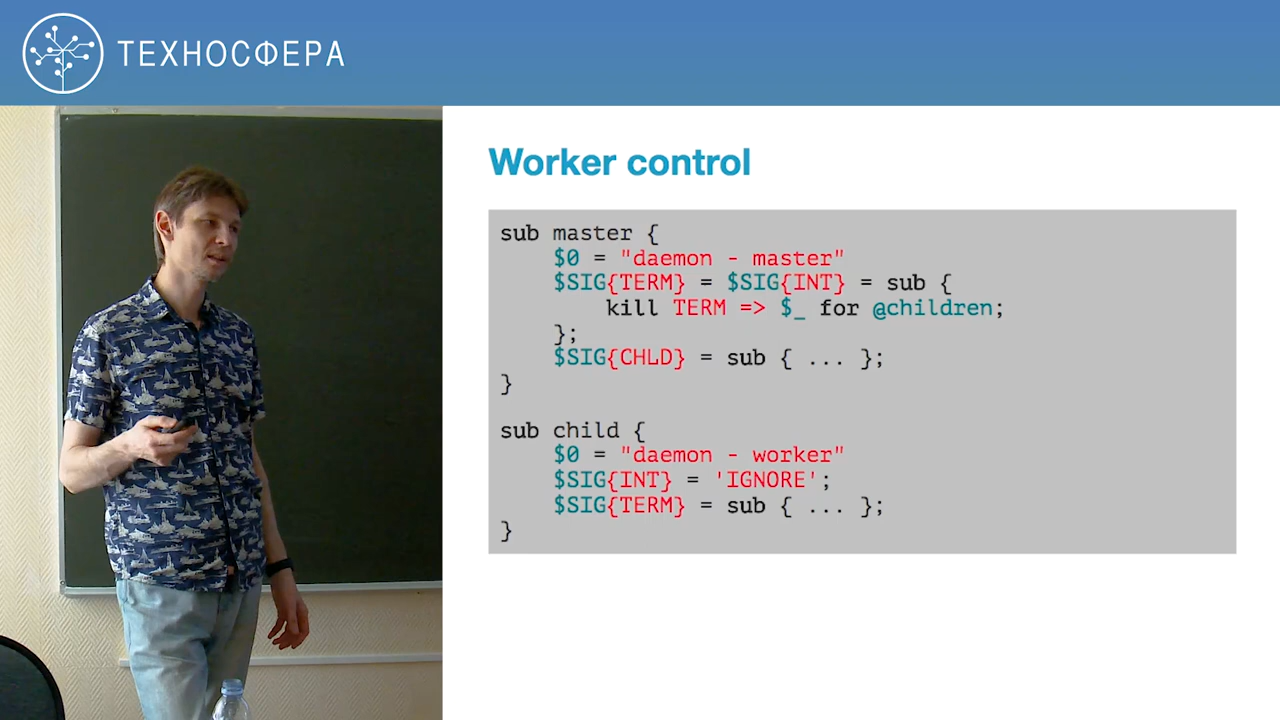 ТЕХНОСФЕРА
Worker control
sub master {
    $0 = "daemon - master"
    $SIG{TERM} = $SIG{INT} = sub {
        kill TERM => $_ for @children;
    };
    $SIG{CHLD} = sub { ... };
}
sub child {
    $0 = "daemon - worker"
    $SIG{INT} = 'IGNORE';
    $SIG{TERM} = sub { ... };
}